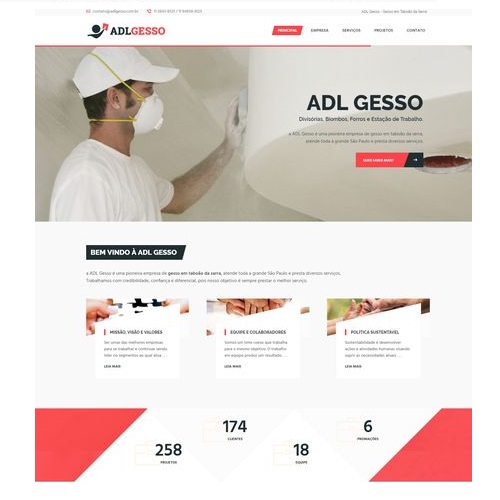 contato@adlgesso.com.br
ADL Gesso - Gesso em Taboão da Serra
ADLGESSO
PRINCIPAL EMPRESA SERVIÇOS PROJETOS CONTATO
ADL GESSO
Divisórias, Biombos, Forros e Estação de Trabalho.
a ADL Gesso é uma pioneira empresa de gesso em taboão da serra,
atende toda a grande São Paulo e presta diversos serviços.
QUER SABER MAIS?
BEM VINDO À ADL GESSO
a ADL Gesso é uma pioneira empresa de gesso em taboão da serra, atende toda a grande São Paulo e presta diversos serviços.
Trabalhamos com credibilidade, confiança e diferencial, pois nosso objetivo é sempre prestar o melhor serviço.
MISSÃO, VISÃO E VALORES
Ser umas das melhores empresas
para se trabalhar e continuar sendo
líder no segmentos ao qual atua ....
LEIA MAIS
EQUIPE E COLABORADORES
Somos um time coeso que trabalha
para o mesmo objetivo. O trabalho
em equipe produz um resultado ....
LEIA MAIS
POLÍTICA SUSTENTÁVEL
Sustentabilidade é desenvolver
ações e atividades humanas visando
suprir as necessidades atuais ....
LEIA MAIS
258
PROJETOS
174
CLIENTES
18
EQUIPE
6
PROMOÇÕES